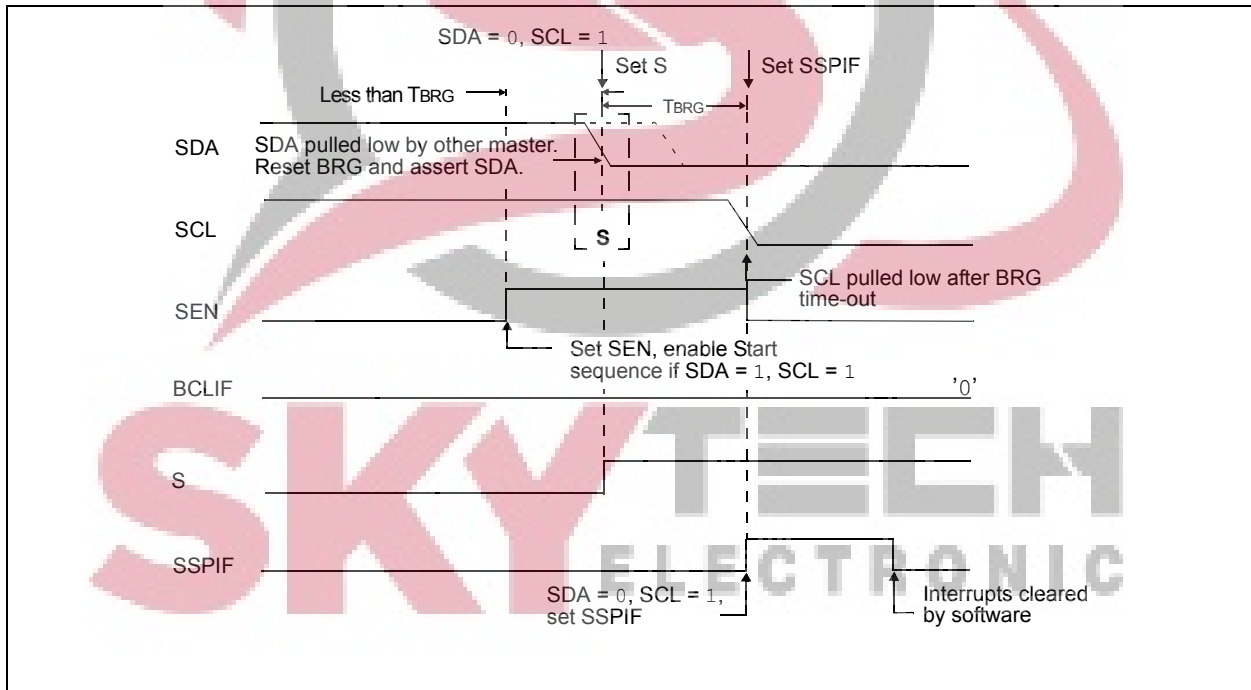 SDA = 0, SCL = 1
Set S
Set SSPIF
Less than TBRG
TBRG
SDA
SDA pulled low by other master.
Reset BRG and assert SDA.
SCL
S
SCL pulled low after BRG
time-out
SEN
Set SEN, enable Start
sequence if SDA = 1, SCL = 1
BCLIF
'0'
S
SKYTECH
ELECTRONIC
SSPIF
SDA = 0, SCL = 1,
set SSPIF
Interrupts cleared
by software